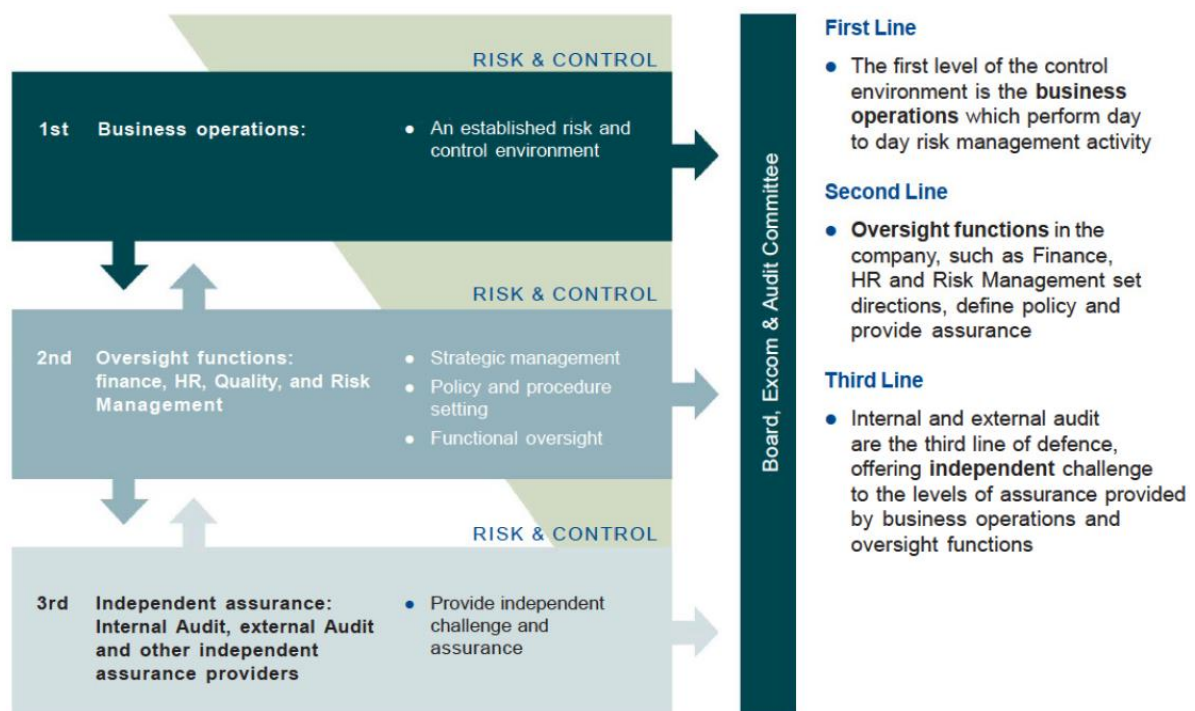 RISK & CONTROL
1st Business operations:
• An established risk and
control environment
RISK & CONTROL
2nd Oversight functions:
finance, HR, Quality, and Risk
Management
• Strategic management
• Policy and procedure
setting
• Functional oversight
RISK & CONTROL
3rd Independent assurance:
Internal Audit, external Audit
and other independent
assurance providers
• Provide independent
challenge and
assurance
Board, Excom & Audit Committee
First Line
• The first level of the control
environment is the business
operations which perform day
to day risk management activity
Second Line
• Oversight functions in the
company, such as Finance,
HR and Risk Management set
directions, define policy and
provide assurance
Third Line
• Internal and external audit
are the third line of defence,
offering independent challenge
to the levels of assurance provided
by business operations and
oversight functions